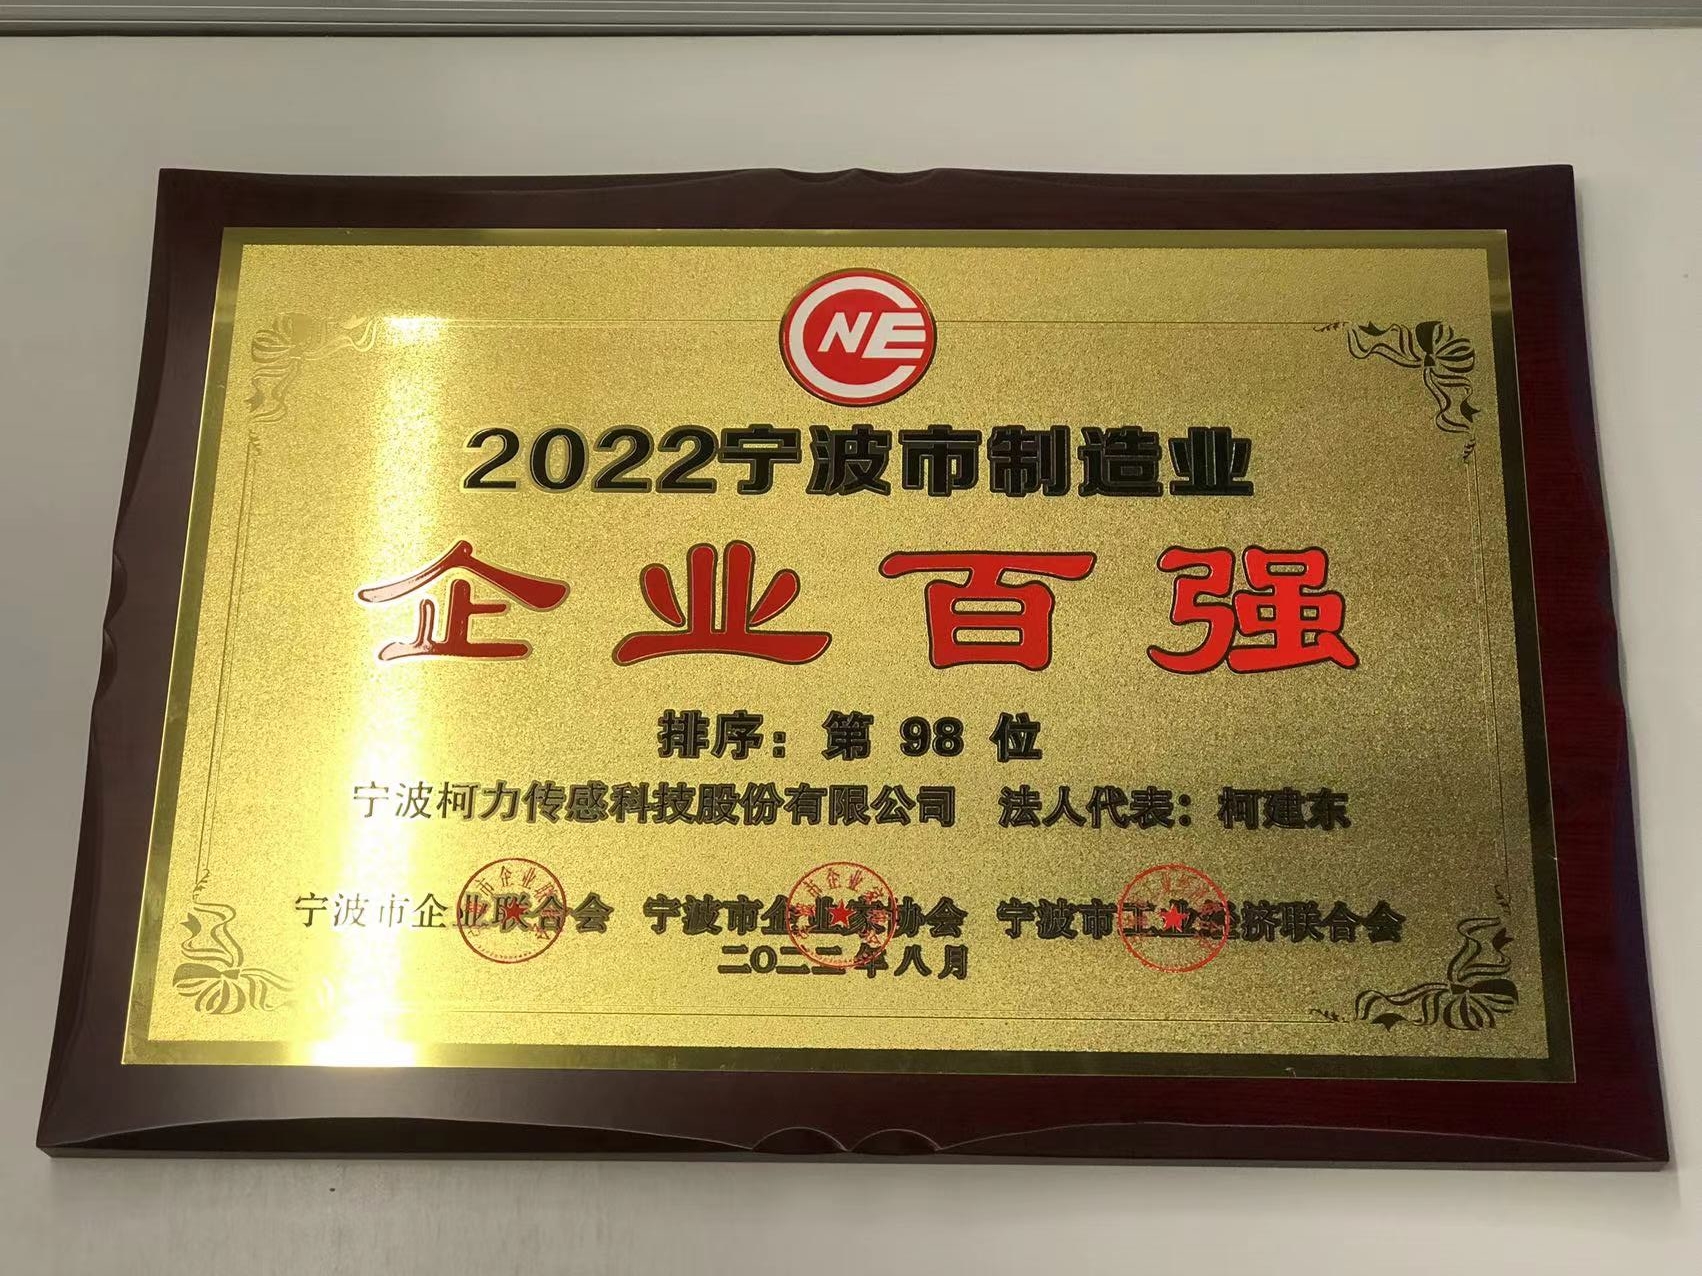 CNE
2022宁波市制造业
企业百强
排序：第 98 位
宁波柯力传感科技股份有限公司 法人代表：柯建东
宁波市企业联合会 宁波市企业家协会 宁波市工业经济联合会
二〇二二年八月